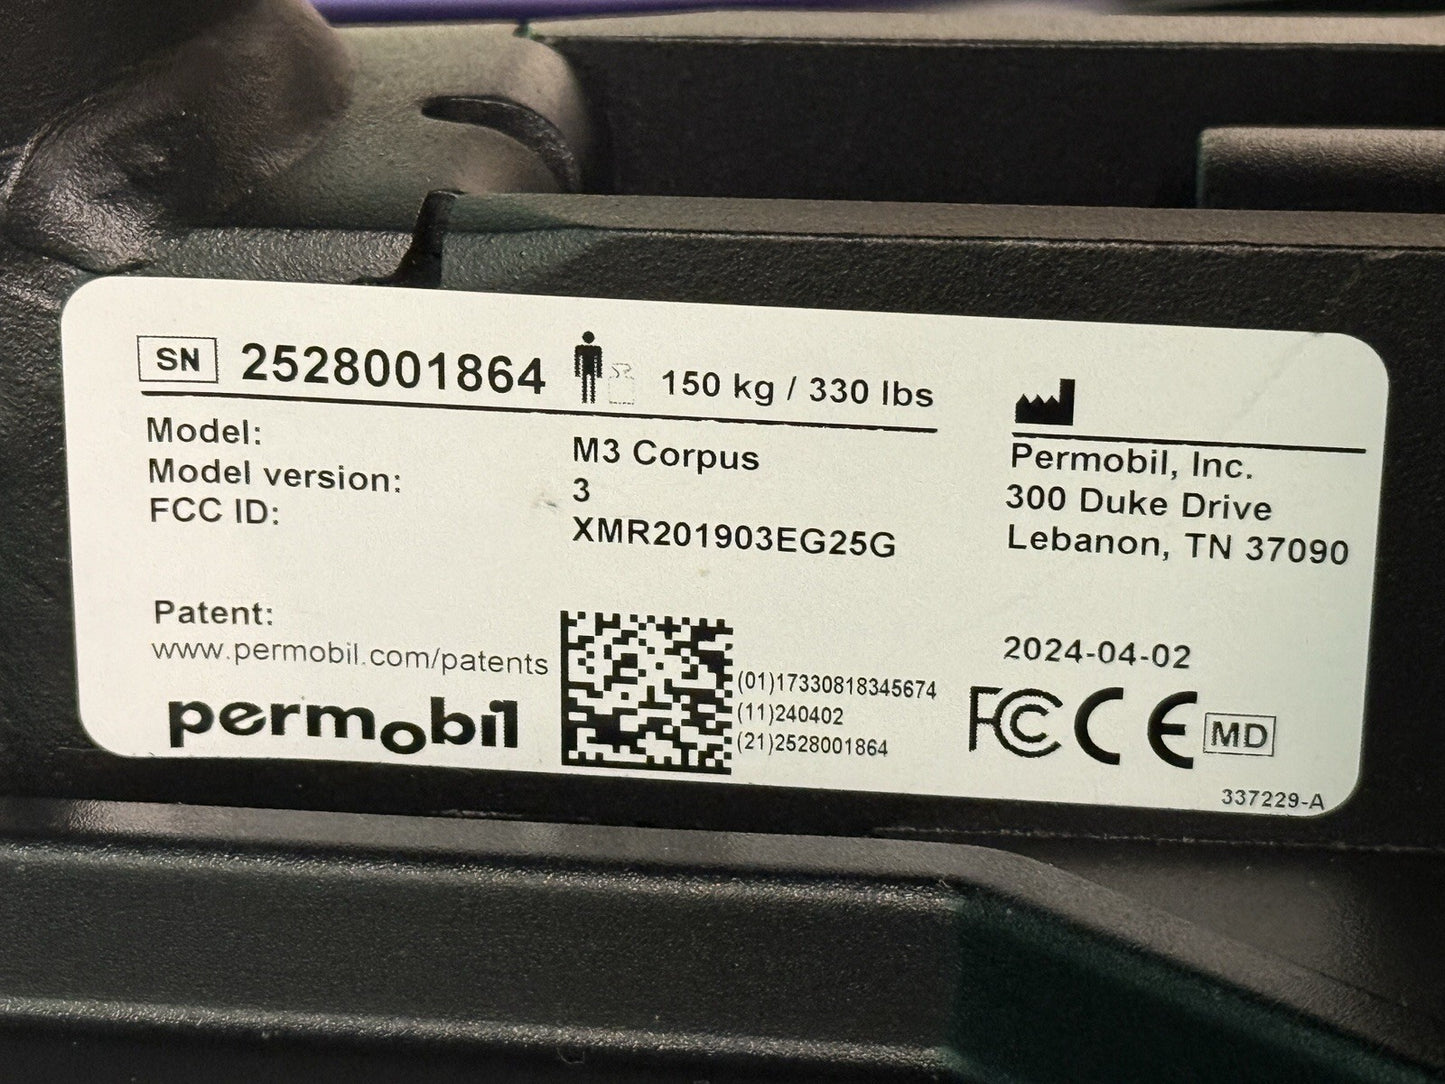 SN 2528001864 150 kg / 330 lbs
Model: M3 Corpus
Model version: 3
FCC ID: XMR201903EG25G
Permobil, Inc.
300 Duke Drive
Lebanon, TN 37090
Patent:
www.permobil.com/patents
permobil
(01)17330818345674
(11)240402
(21)2528001864
2024-04-02
FC CE MD
337229-A